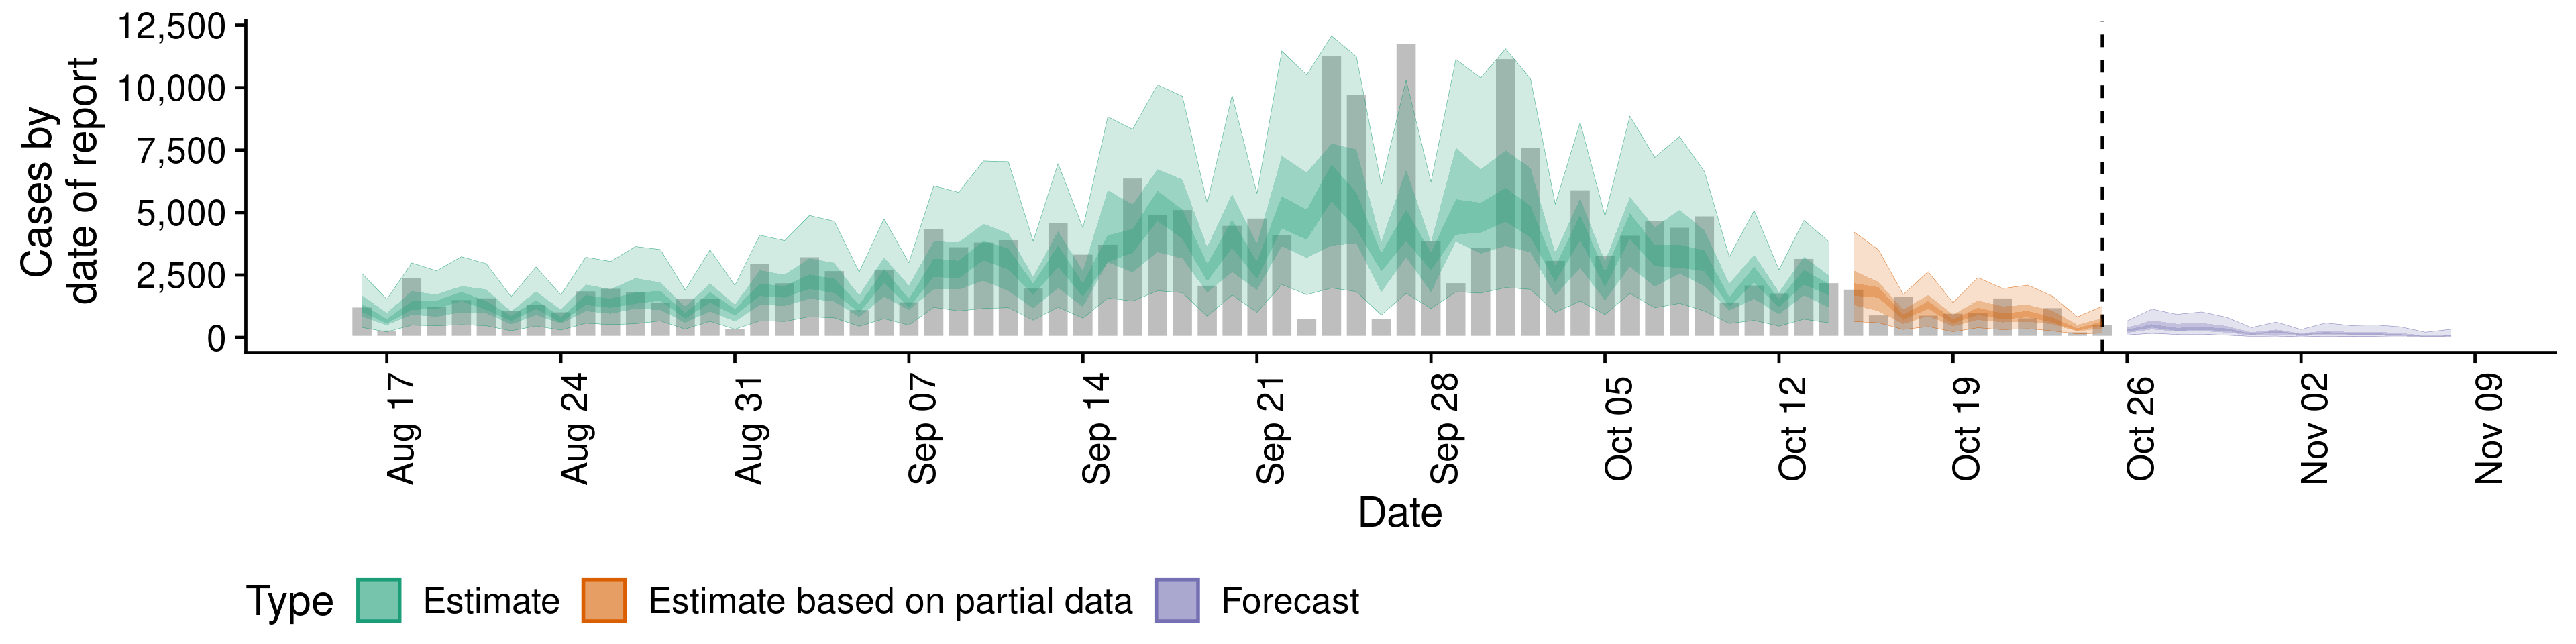 Cases by
date of report
12,500
10,000
7,500
5,000
2,500
0
Aug 17
Aug 24
Aug 31
Sep 07
Sep 14
Sep 21
Sep 28
Oct 05
Oct 12
Oct 19
Oct 26
Nov 02
Nov 09
Date
Type Estimate Estimate based on partial data Forecast